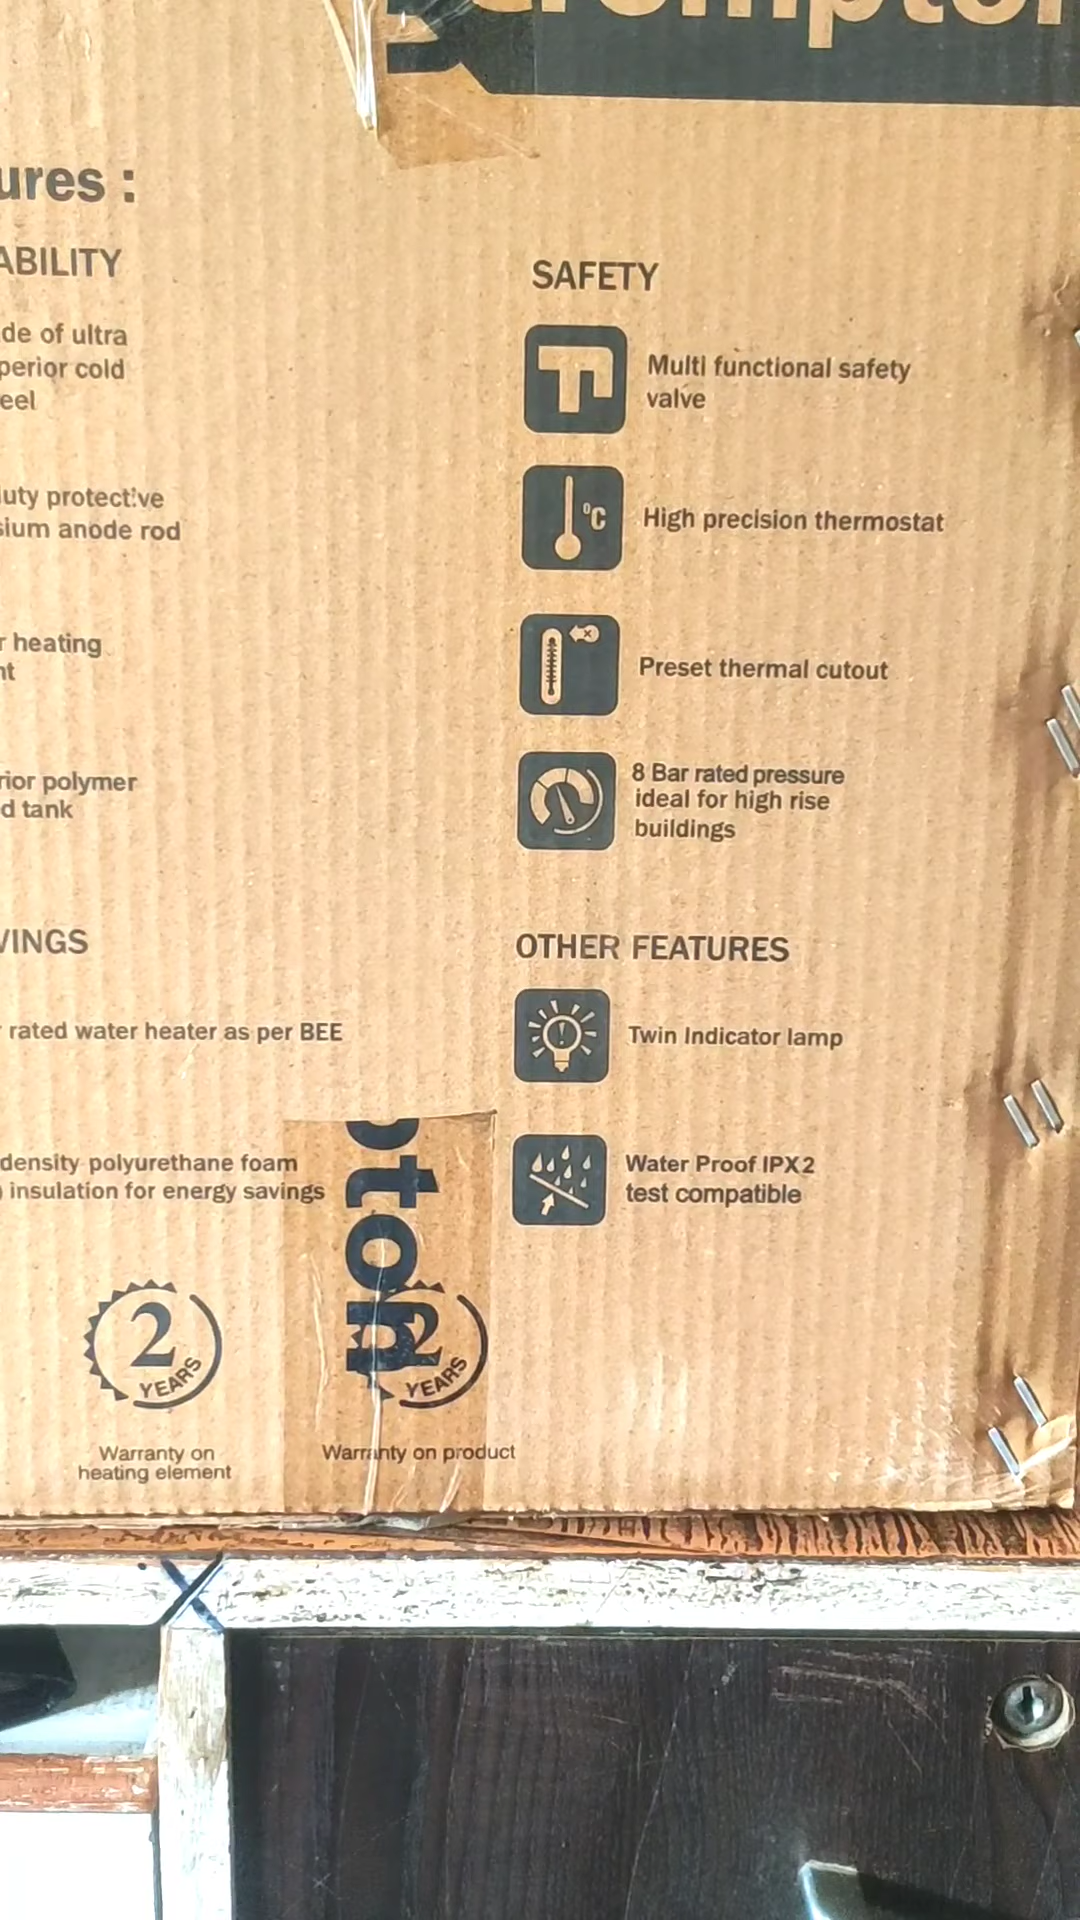 crompton
ures :
ABILITY
de of ultra
perior cold
eel
luty protective
sium anode rod
r heating
nt
rior polymer
d tank
VINGS
rated water heater as per BEE
density polyurethane foam
insulation for energy savings
2
YEARS
Warranty on
heating element
pton
2
YEARS
Warranty on product
SAFETY
Multi functional safety
valve
°C
High precision thermostat
Preset thermal cutout
8 Bar rated pressure
ideal for high rise
buildings
OTHER FEATURES
Twin Indicator lamp
Water Proof IPX2
test compatible
X